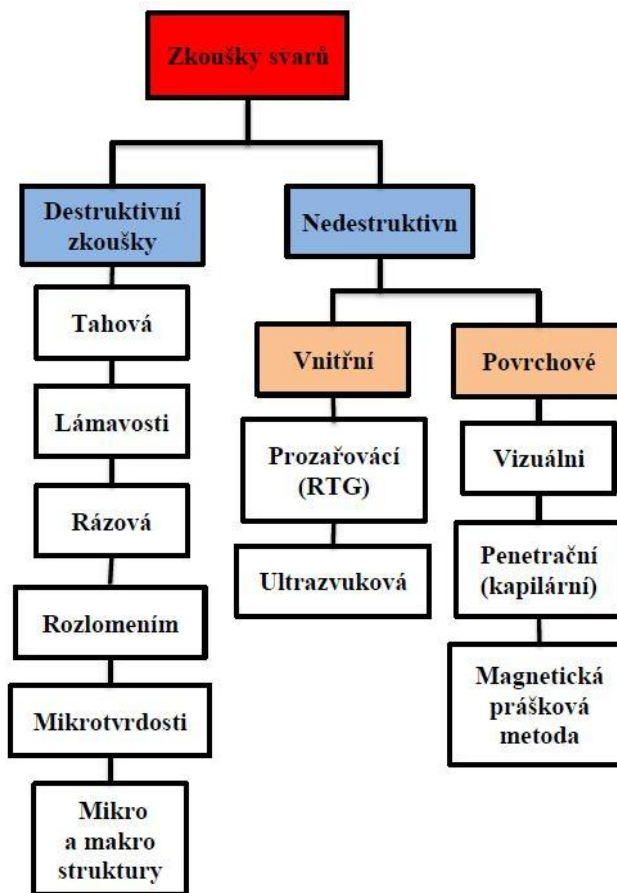 Zkoušky svarů
Destruktivní
zkoušky
Nedestruktivn
Tahová
Lámavosti
Rázová
Rozlomením
Mikrotvrdosti
Mikro
a makro
struktury
Vnitřní
Prozařovácí
(RTG)
Ultrazvuková
Povrchové
Vizuálni
Penetrační
(kapilární)
Magnetická
prášková
metoda